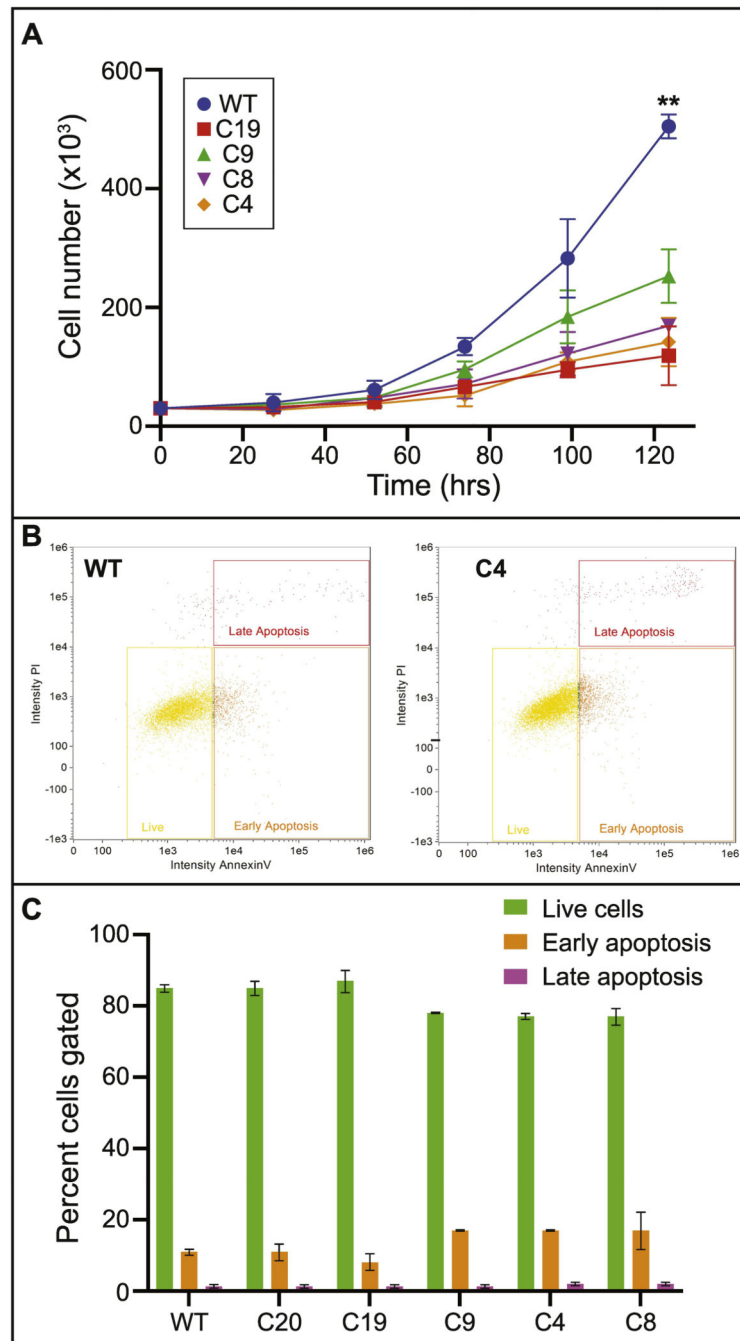 A
600
400
200
0
Cell number (x10³)
WT
C19
C9
C8
C4
**
0 20 40 60 80 100 120
Time (hrs)
B
WT
1e6
1e5
1e4
1e3
100
0
-100
-1e3
Intensity PI
Late Apoptosis
Live
Early Apoptosis
0 100 1e3 1e4 1e5 1e6
Intensity AnnexinV
C4
1e6
1e5
1e4
1e3
100
0
-100
-1e3
Intensity PI
Late Apoptosis
Live
Early Apoptosis
0 100 1e3 1e4 1e5 1e6
Intensity AnnexinV
C
Live cells
Early apoptosis
Late apoptosis
100
80
60
40
20
0
Percent cells gated
WT C20 C19 C9 C4 C8